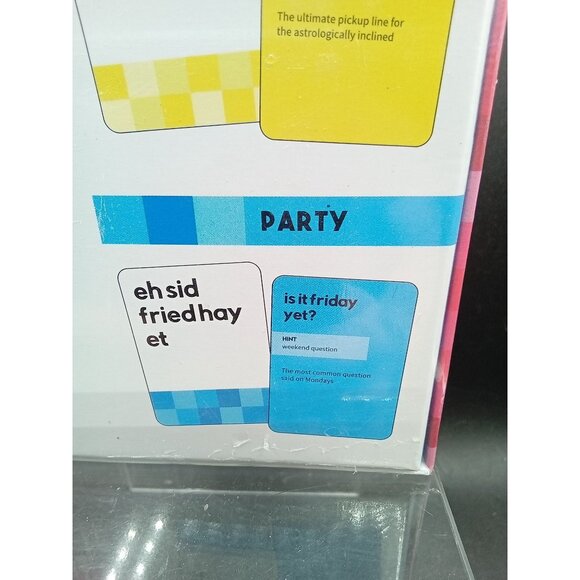 The ultimate pickup line for
the astrologically inclined
PARTY
eh sid
fried hay
et
is it friday
yet?
HINT
weekend question
The most common question
said on Mondays